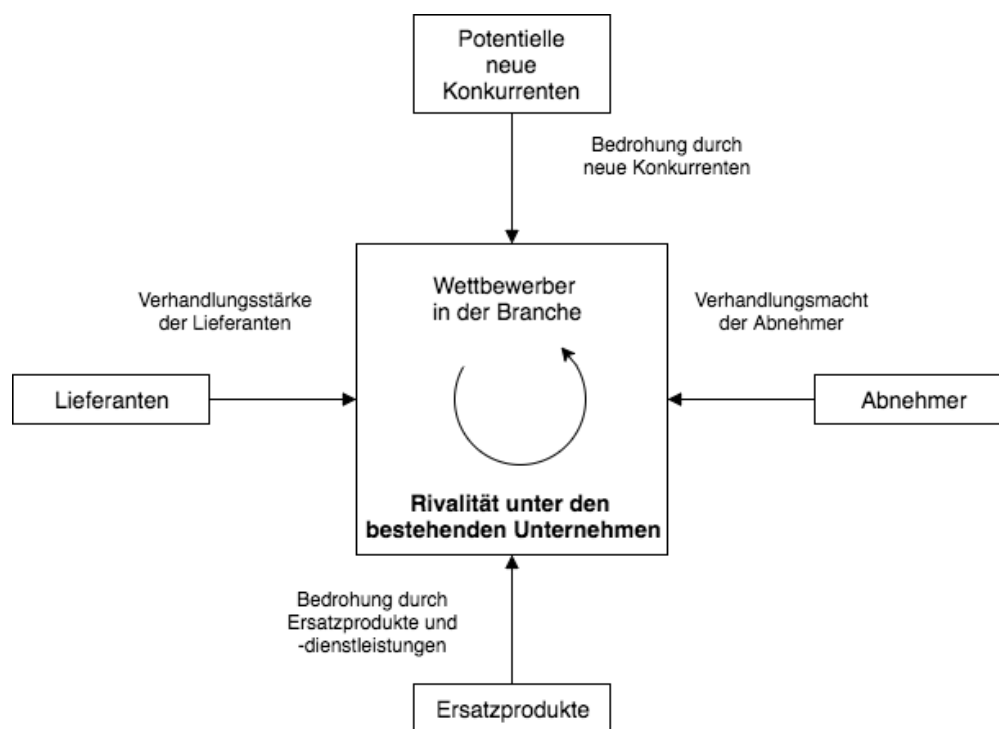 Potentielle
neue
Konkurrenten
Bedrohung durch
neue Konkurrenten
Wettbewerber
in der Branche
Verhandlungsstärke
der Lieferanten
Verhandlungsmacht
der Abnehmer
Lieferanten
Abnehmer
Rivalität unter den
bestehenden Unternehmen
Bedrohung durch
Ersatzprodukte und
-dienstleistungen
Ersatzprodukte